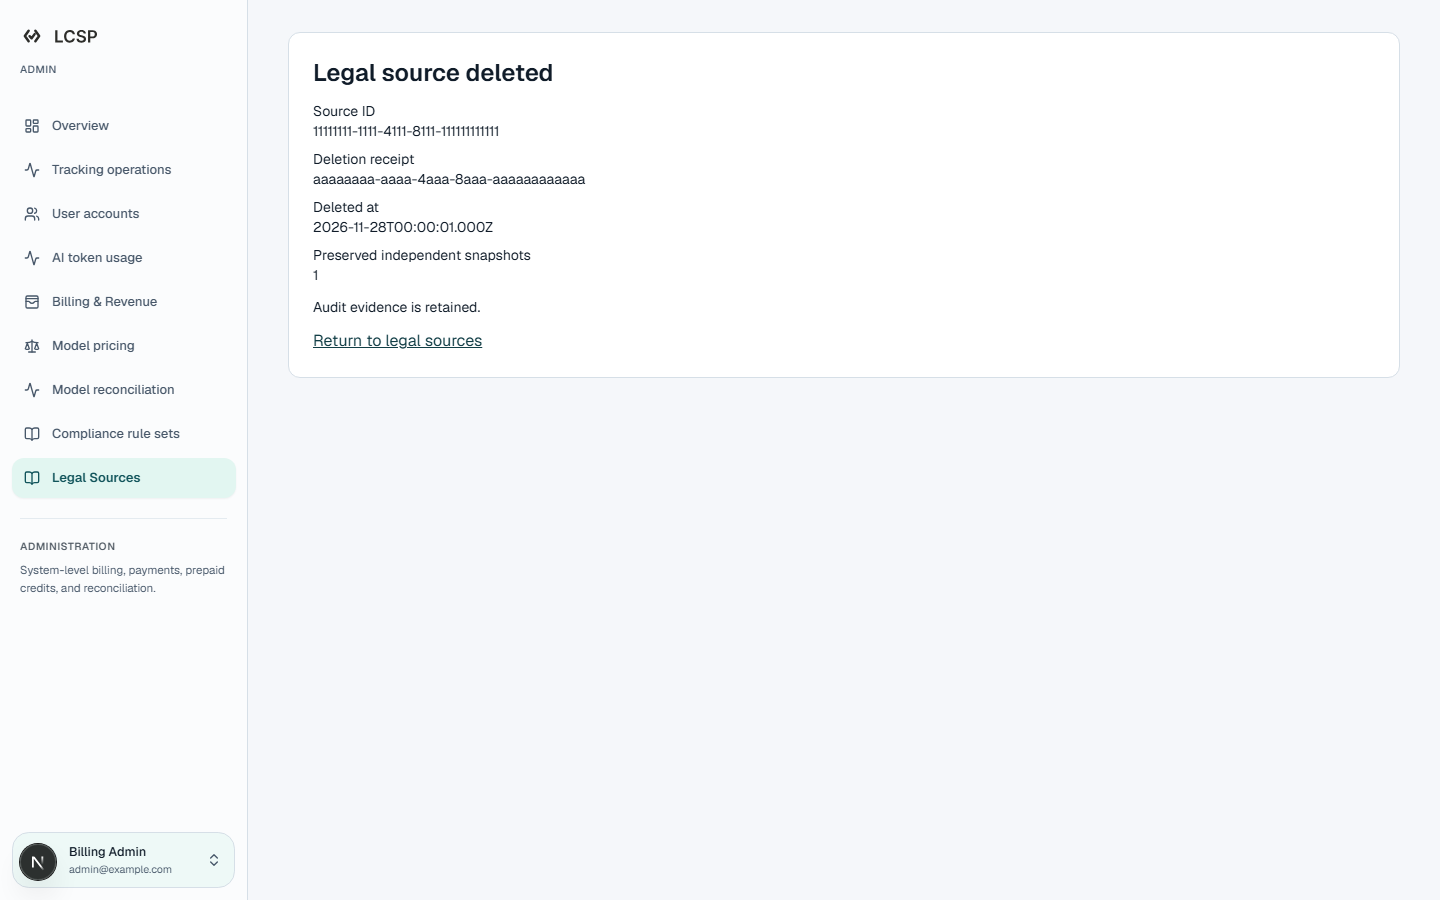 LCSP
ADMIN
Overview
Tracking operations
User accounts
AI token usage
Billing & Revenue
Model pricing
Model reconciliation
Compliance rule sets
Legal Sources
ADMINISTRATION
System-level billing, payments, prepaid
credits, and reconciliation.
N
Billing Admin
admin@example.com
Legal source deleted
Source ID
11111111-1111-4111-8111-111111111111
Deletion receipt
aaaaaaaa-aaaa-4aaa-8aaa-aaaaaaaaaaaa
Deleted at
2026-11-28T00:00:01.000Z
Preserved independent snapshots
1
Audit evidence is retained.
Return to legal sources